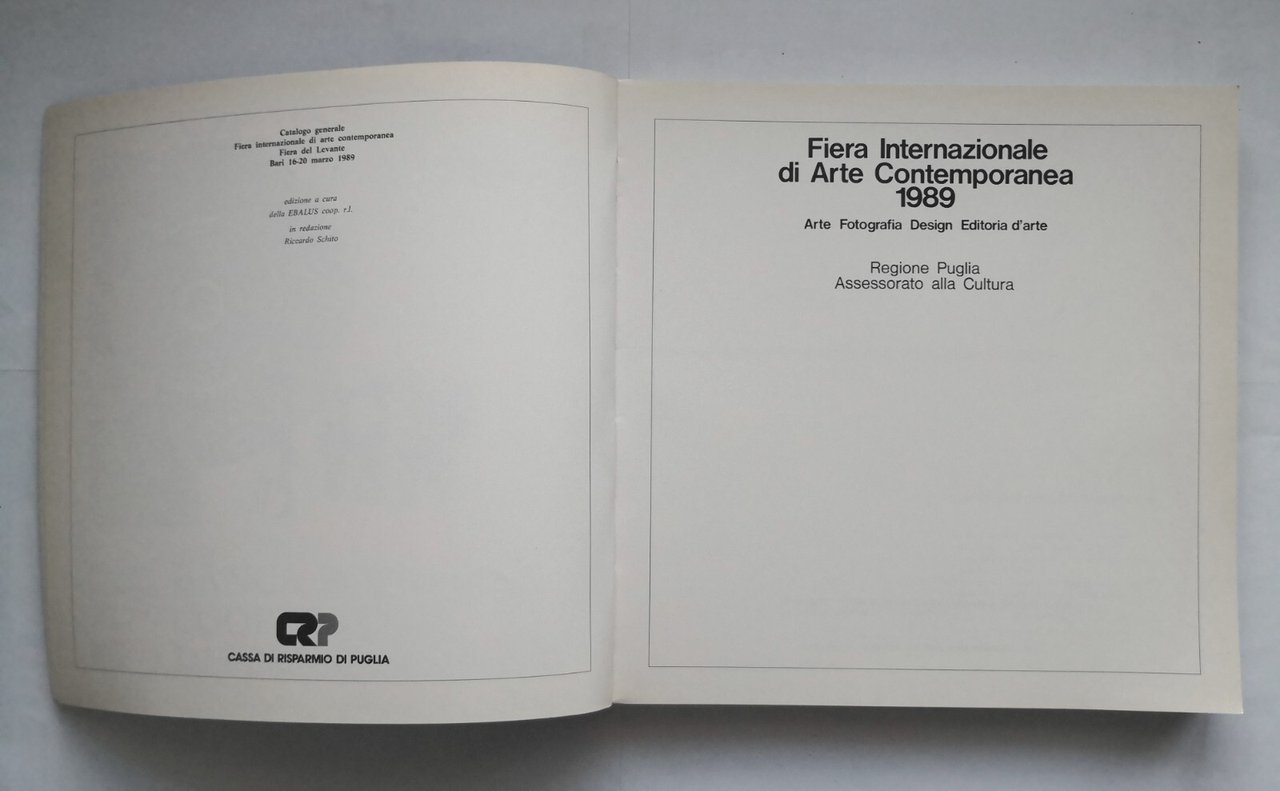 Catalogo generale
Fiera internazionale di arte contemporanea
Fiera del Levante
Bari 16-20 marzo 1989
edizione a cura
della EBALUS coop. r.l.
in redazione
Riccardo Schito
CRP
CASSA DI RISPARMIO DI PUGLIA
Fiera Internazionale
di Arte Contemporanea
1989
Arte Fotografia Design Editoria d'arte
Regione Puglia
Assessorato alla Cultura